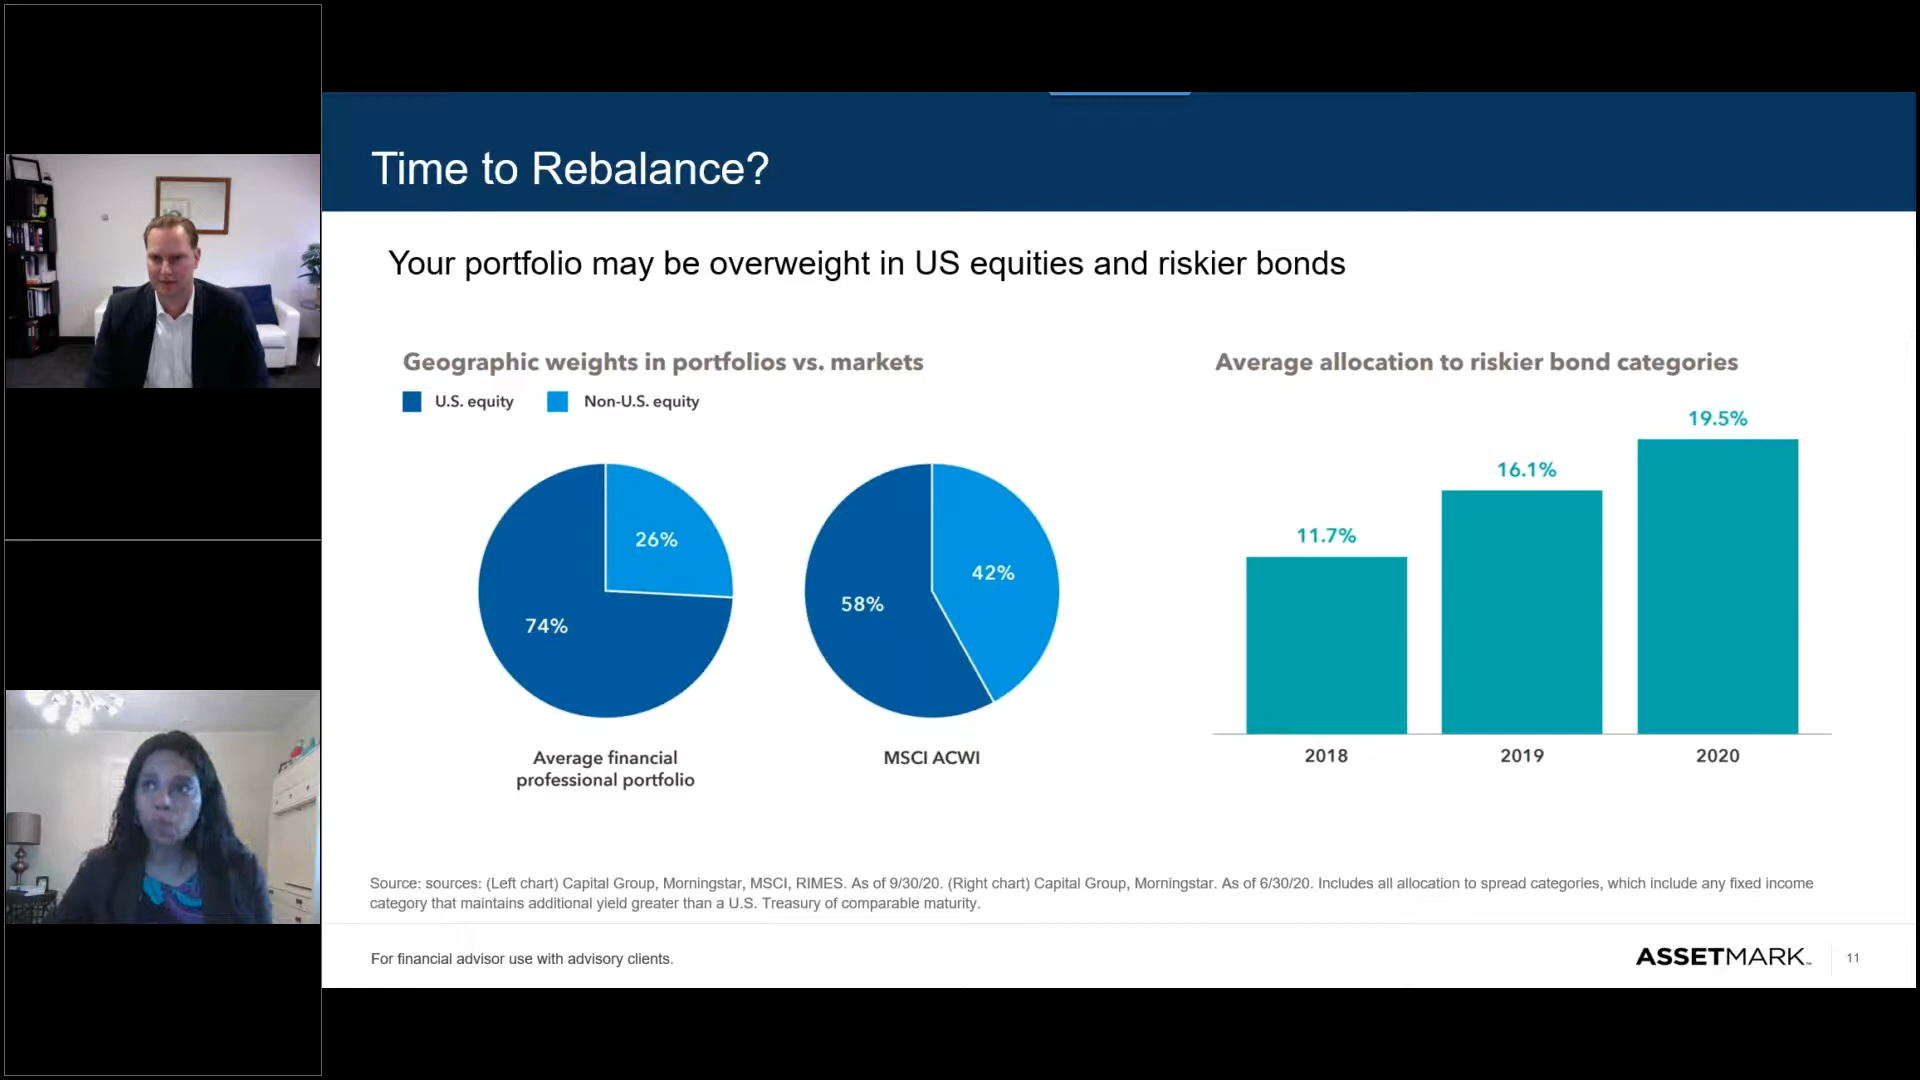 Time to Rebalance?
Your portfolio may be overweight in US equities and riskier bonds
Geographic weights in portfolios vs. markets
U.S. equity
Non-U.S. equity
26%
74%
42%
58%
Average financial
professional portfolio
MSCI ACWI
Average allocation to riskier bond categories
11.7%
16.1%
19.5%
2018
2019
2020
Source: sources: (Left chart) Capital Group, Morningstar, MSCI, RIMES. As of 9/30/20. (Right chart) Capital Group, Morningstar. As of 6/30/20. Includes all allocation to spread categories, which include any fixed income
category that maintains additional yield greater than a U.S. Treasury of comparable maturity.
For financial advisor use with advisory clients.
ASSETMARK™
11